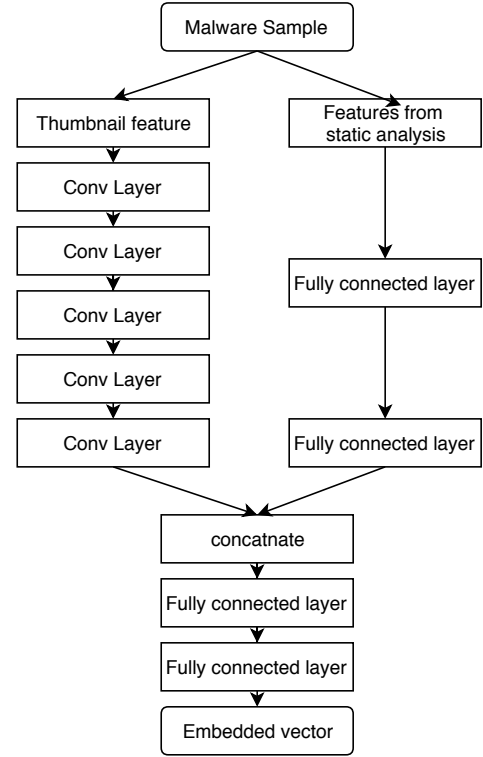 Malware Sample
Thumbnail feature
Features from
static analysis
Conv Layer
Conv Layer
Conv Layer
Conv Layer
Conv Layer
Fully connected layer
Fully connected layer
concatnate
Fully connected layer
Fully connected layer
Embedded vector